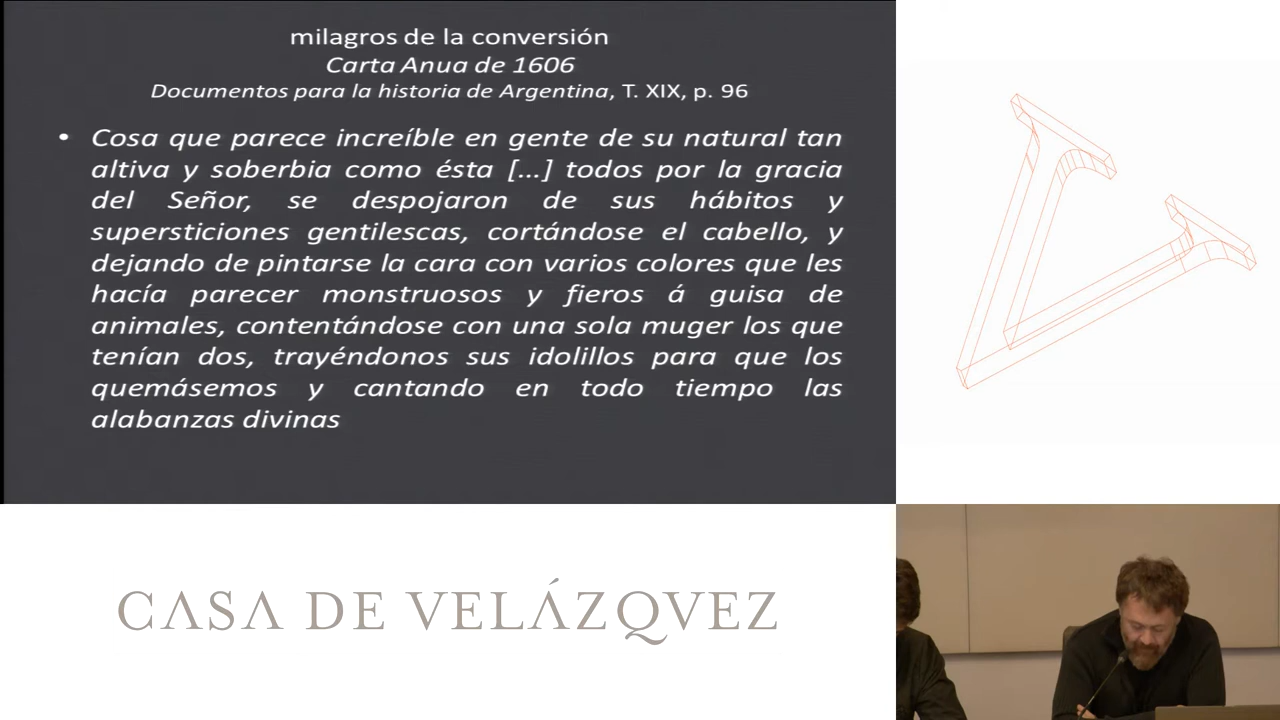 milagros de la conversión
Carta Anua de 1606
Documentos para la historia de Argentina, T. XIX, p. 96
• Cosa que parece increíble en gente de su natural tan
altiva y soberbia como ésta [...] todos por la gracia
del Señor, se despojaron de sus hábitos y
supersticiones gentilescas, cortándose el cabello, y
dejando de pintarse la cara con varios colores que les
hacía parecer monstruosos y fieros á guisa de
animales, contentándose con una sola muger los que
tenían dos, trayéndonos sus idolillos para que los
quemásemos y cantando en todo tiempo las
alabanzas divinas
CASA DE VELÁZQVEZ